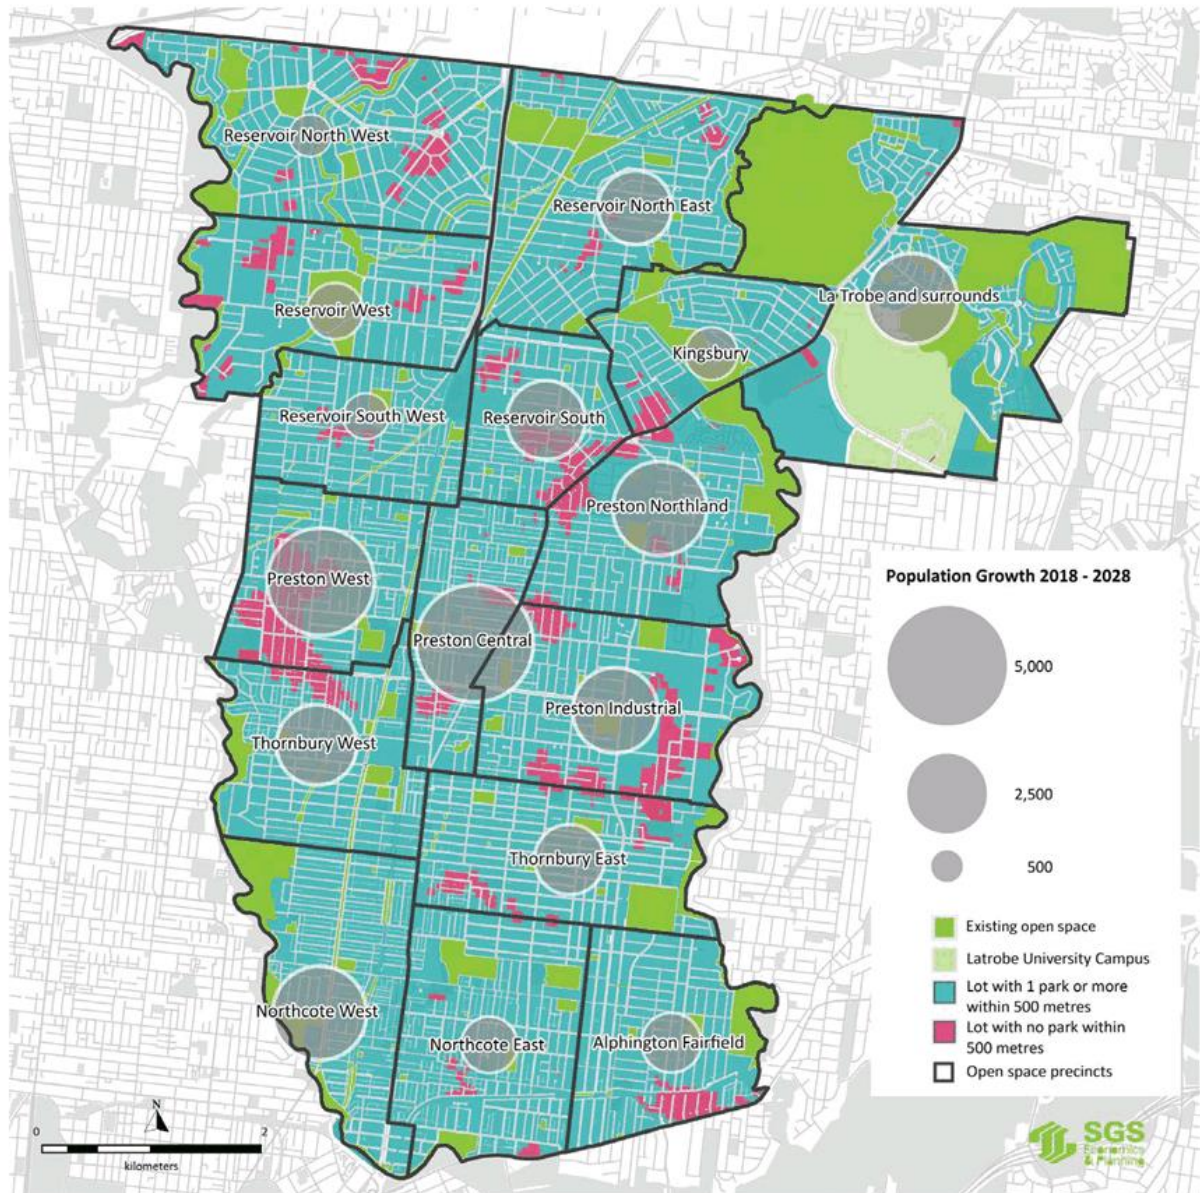 Reservoir North West
Reservoir North East
La Trobe and surrounds
Reservoir West
Kingsbury
Reservoir South West
Reservoir South
Preston Northland
Preston West
Preston Central
Preston Industrial
Thornbury West
Thornbury East
Northcote West
Northcote East
Alphington Fairfield
Population Growth 2018 - 2028
5,000
2,500
500
Existing open space
Latrobe University Campus
Lot with 1 park or more
within 500 metres
Lot with no park within
500 metres
Open space precincts
N
0
2
kilometers
SGS
Economics
& Planning